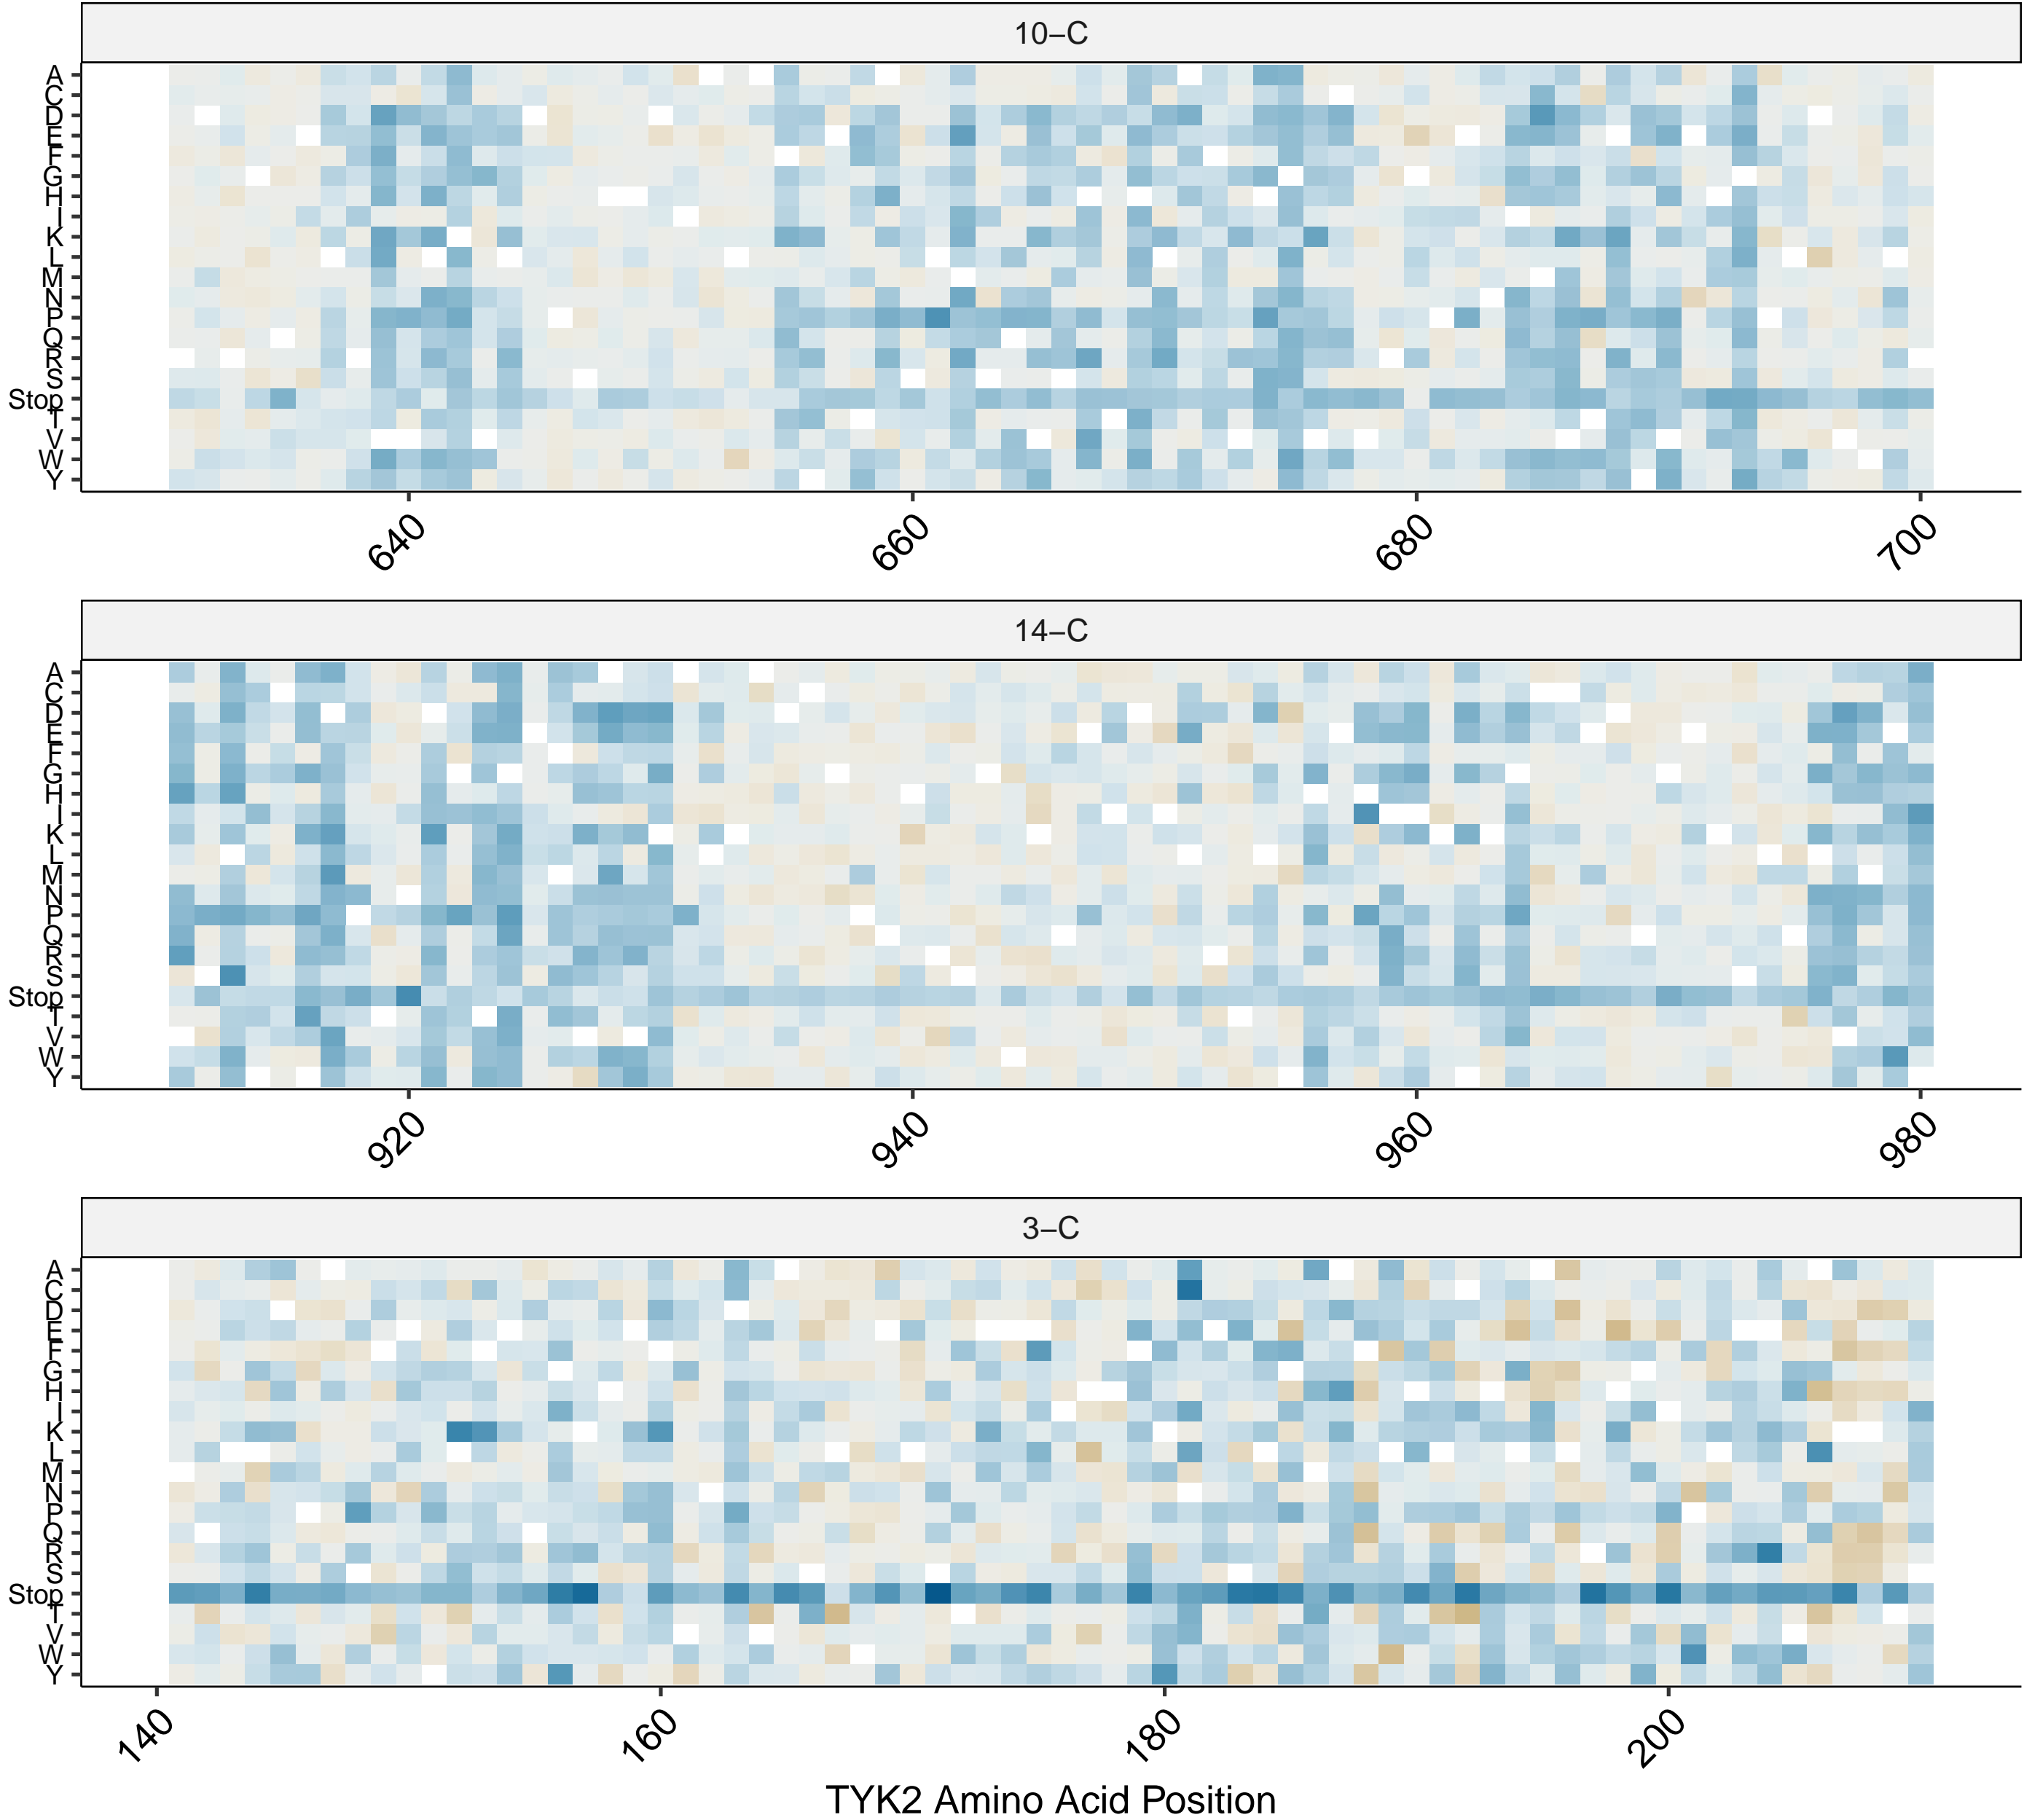 10−C
A
C
D
E
F
G
H
I
K
L
M
N
P
Q
R
S
Stop
T
V
W
Y
640 660 680 700
14−C
A
C
D
E
F
G
H
I
K
L
M
N
P
Q
R
S
Stop
T
V
W
Y
920 940 960 980
3−C
A
C
D
E
F
G
H
I
K
L
M
N
P
Q
R
S
Stop
T
V
W
Y
140 160 180 200
TYK2 Amino Acid Position